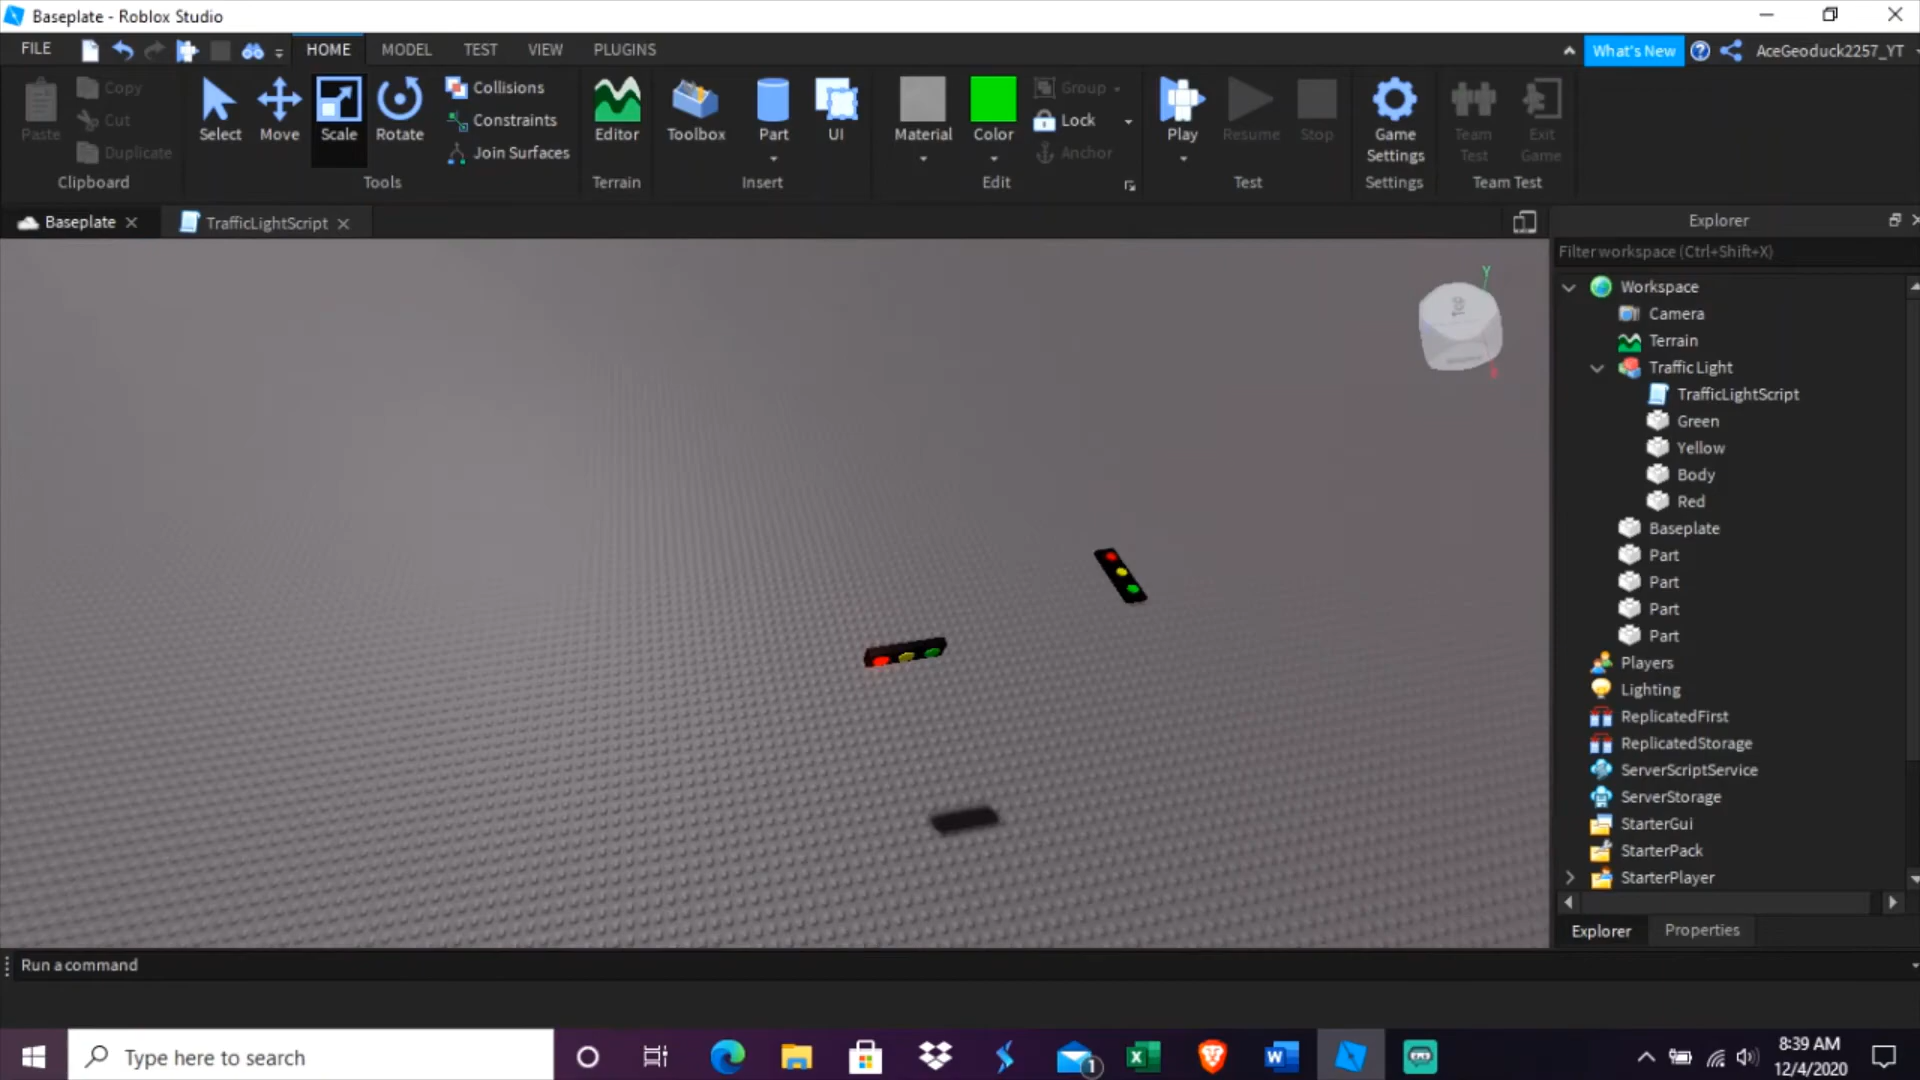 Baseplate - Roblox Studio
FILE HOME MODEL TEST VIEW PLUGINS What's New AceGeoduck2257_YT
Paste Copy Cut Duplicate
Clipboard
Select Move Scale Rotate
Collisions
Constraints
Join Surfaces
Tools
Editor
Terrain
Toolbox Part UI
Insert
Material Color
Group
Lock
Anchor
Edit
Play Resume Stop
Test
Game Settings
Settings
Team Test
Exit Game
Team Test
Baseplate TrafficLightScript
Explorer
Filter workspace (Ctrl+Shift+X)
Workspace
Camera
Terrain
Traffic Light
TrafficLightScript
Green
Yellow
Body
Red
Baseplate
Part
Part
Part
Part
Players
Lighting
ReplicatedFirst
ReplicatedStorage
ServerScriptService
ServerStorage
StarterGui
StarterPack
StarterPlayer
Explorer Properties
Y
Run a command
Type here to search
1
8:39 AM
12/4/2020